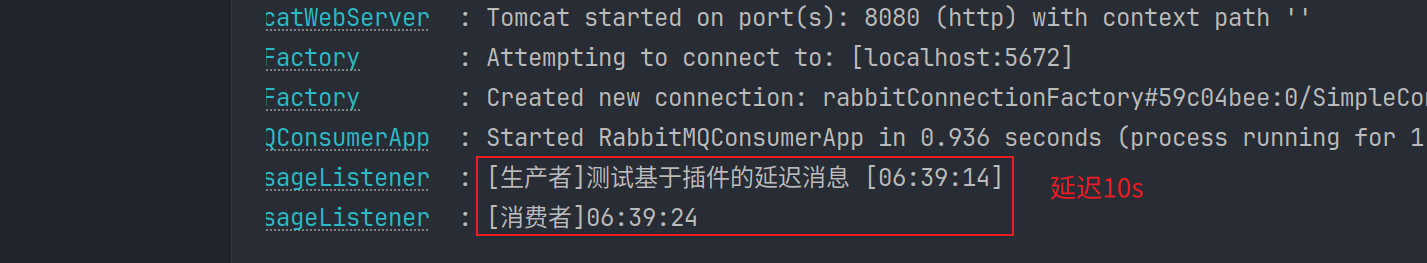 catWebServer : Tomcat started on port(s): 8080 (http) with context path ''
Factory : Attempting to connect to: [localhost:5672]
Factory : Created new connection: rabbitConnectionFactory#59c04bee:0/SimpleCon
QConsumerApp : Started RabbitMQConsumerApp in 0.936 seconds (process running for 1.
sageListener : [生产者]测试基于插件的延迟消息 [06:39:14]
延迟10s
sageListener : [消费者]06:39:24